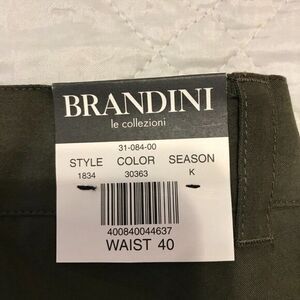 BRANDINI
le collezioni
31-084-00
STYLE COLOR SEASON
1834 30363 K
400840044637
WAIST 40